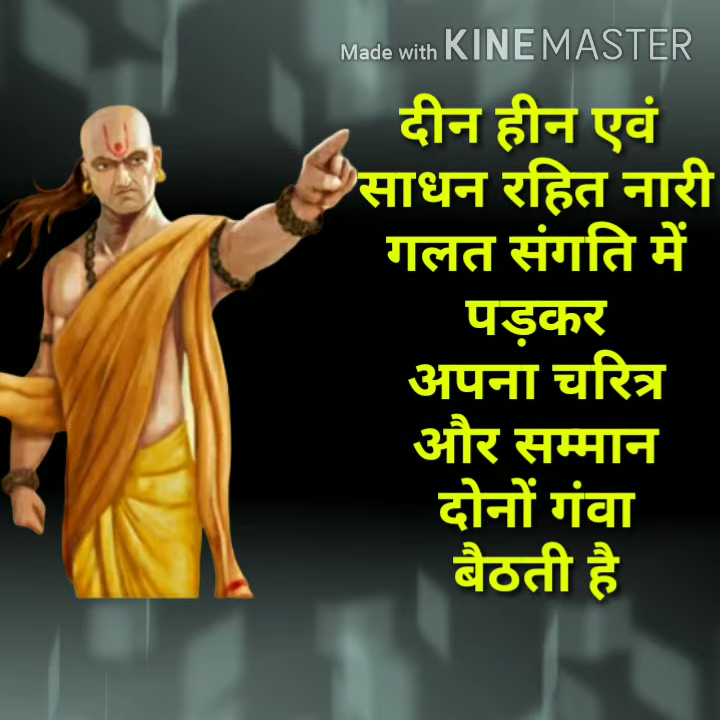 Made with KINEMASTER
दीन हीन एवं
साधन रहित नारी
गलत संगति में
पड़कर
अपना चरित्र
और सम्मान
दोनों गंवा
बैठती है